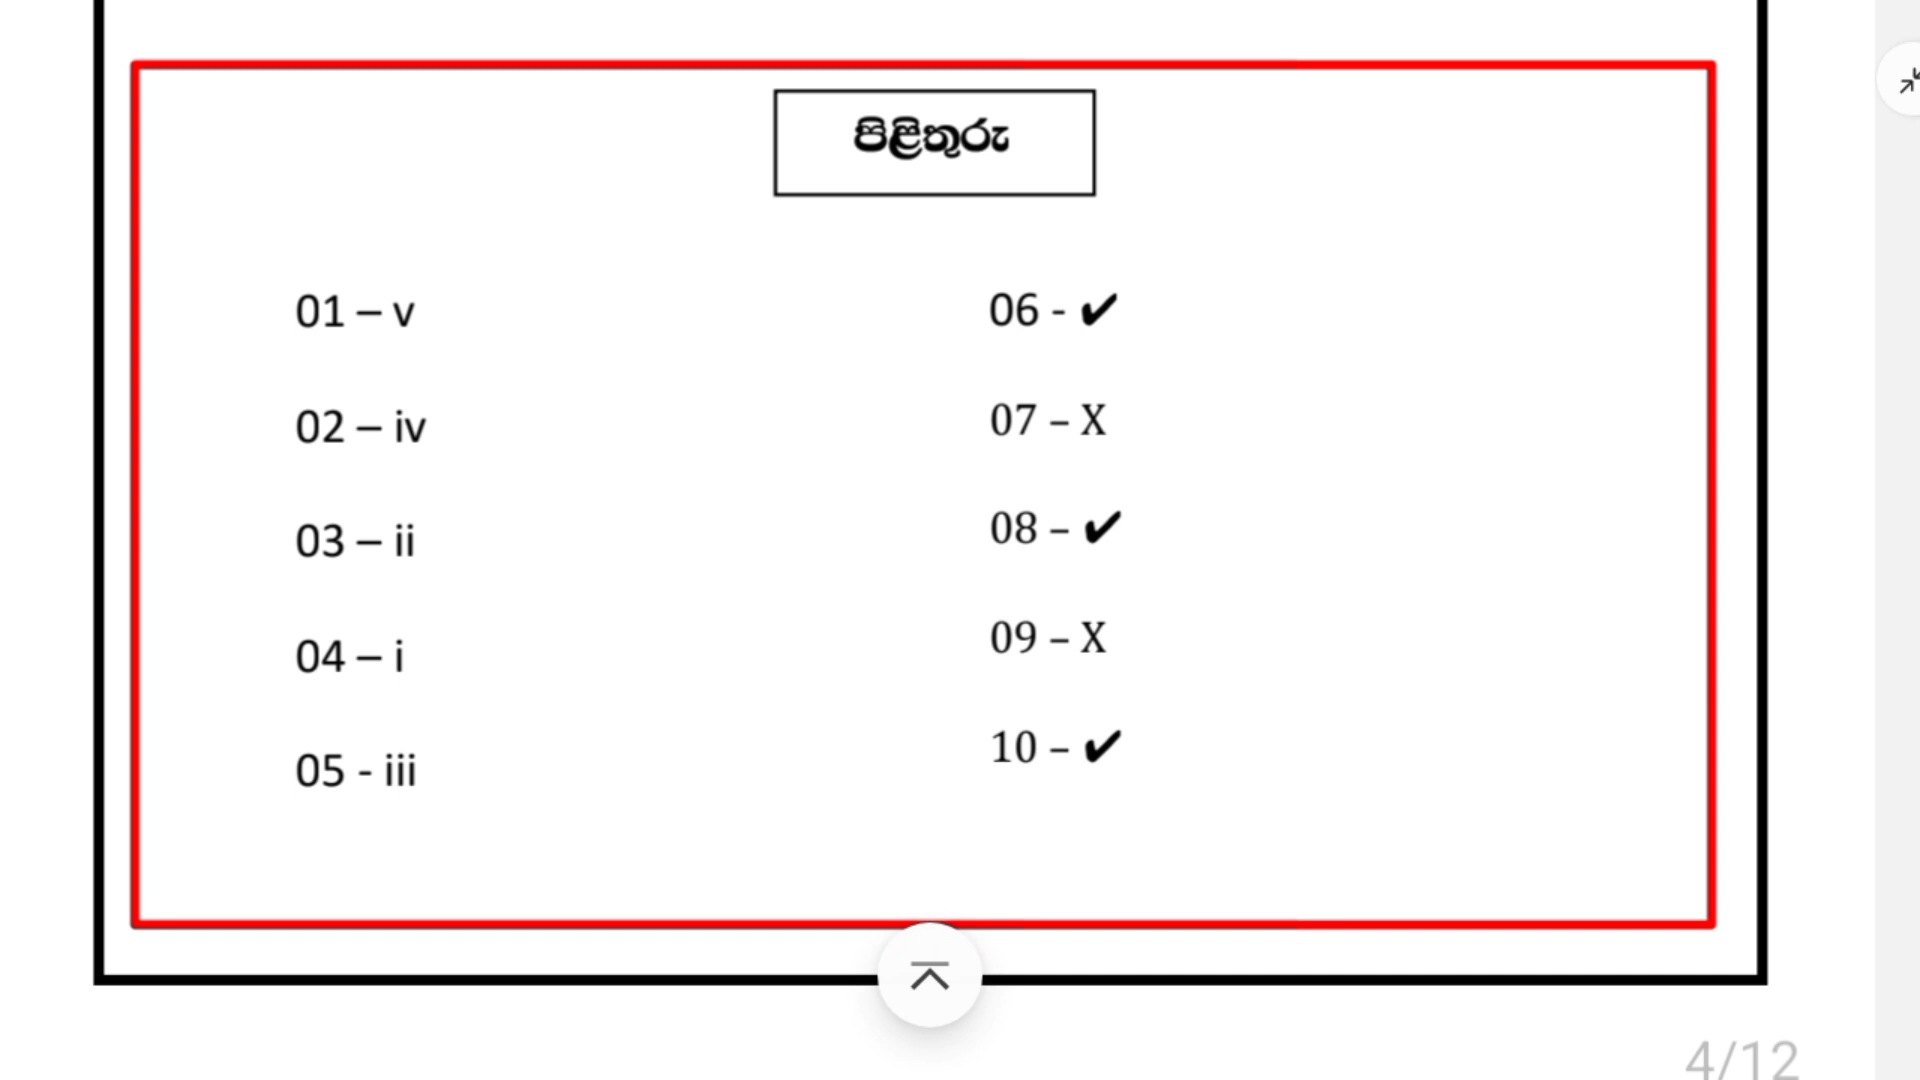 පිළිතුරු
01 – v
02 – iv
03 – ii
04 – i
05 - iii
06 - ✔
07 – X
08 – ✔
09 – X
10 – ✔
4/12